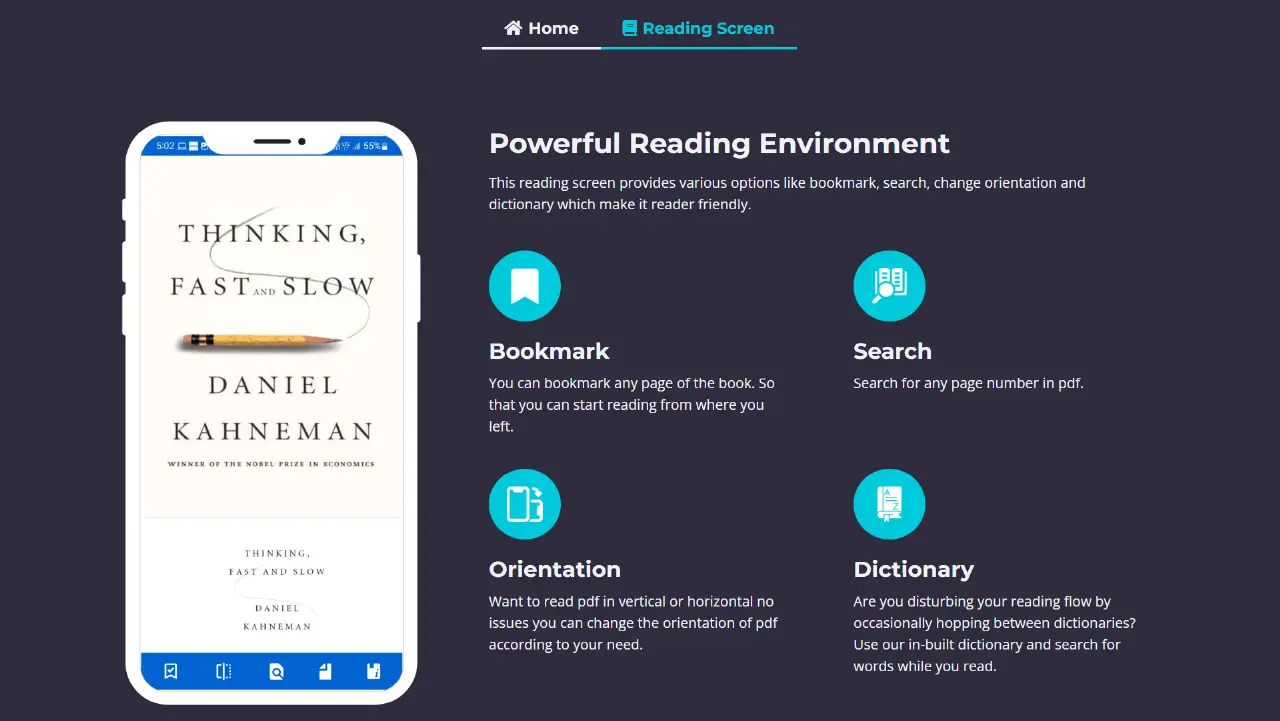 Home Reading Screen
5:02 55%
THINKING,
FAST AND SLOW
DANIEL
KAHNEMAN
WINNER OF THE NOBEL PRIZE IN ECONOMICS
THINKING,
FAST AND SLOW
DANIEL
KAHNEMAN
Powerful Reading Environment
This reading screen provides various options like bookmark, search, change orientation and
dictionary which make it reader friendly.
Bookmark
You can bookmark any page of the book. So
that you can start reading from where you
left.
Search
Search for any page number in pdf.
Orientation
Want to read pdf in vertical or horizontal no
issues you can change the orientation of pdf
according to your need.
Dictionary
Are you disturbing your reading flow by
occasionally hopping between dictionaries?
Use our in-built dictionary and search for
words while you read.